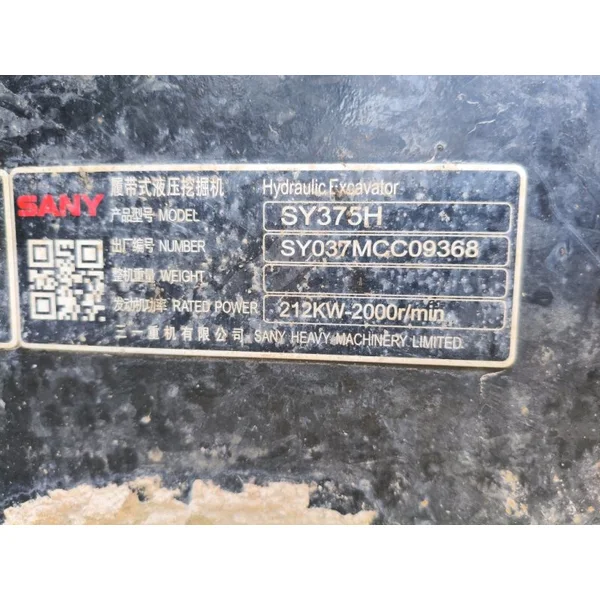 履带式液压挖掘机 Hydraulic Excavator
SANY
产品型号 MODEL SY375H
出厂编号 NUMBER SY037MCC09368
整机重量 WEIGHT
发动机功率 RATED POWER 212KW-2000r/min
三一重机有限公司 SANY HEAVY MACHINERY LIMITED